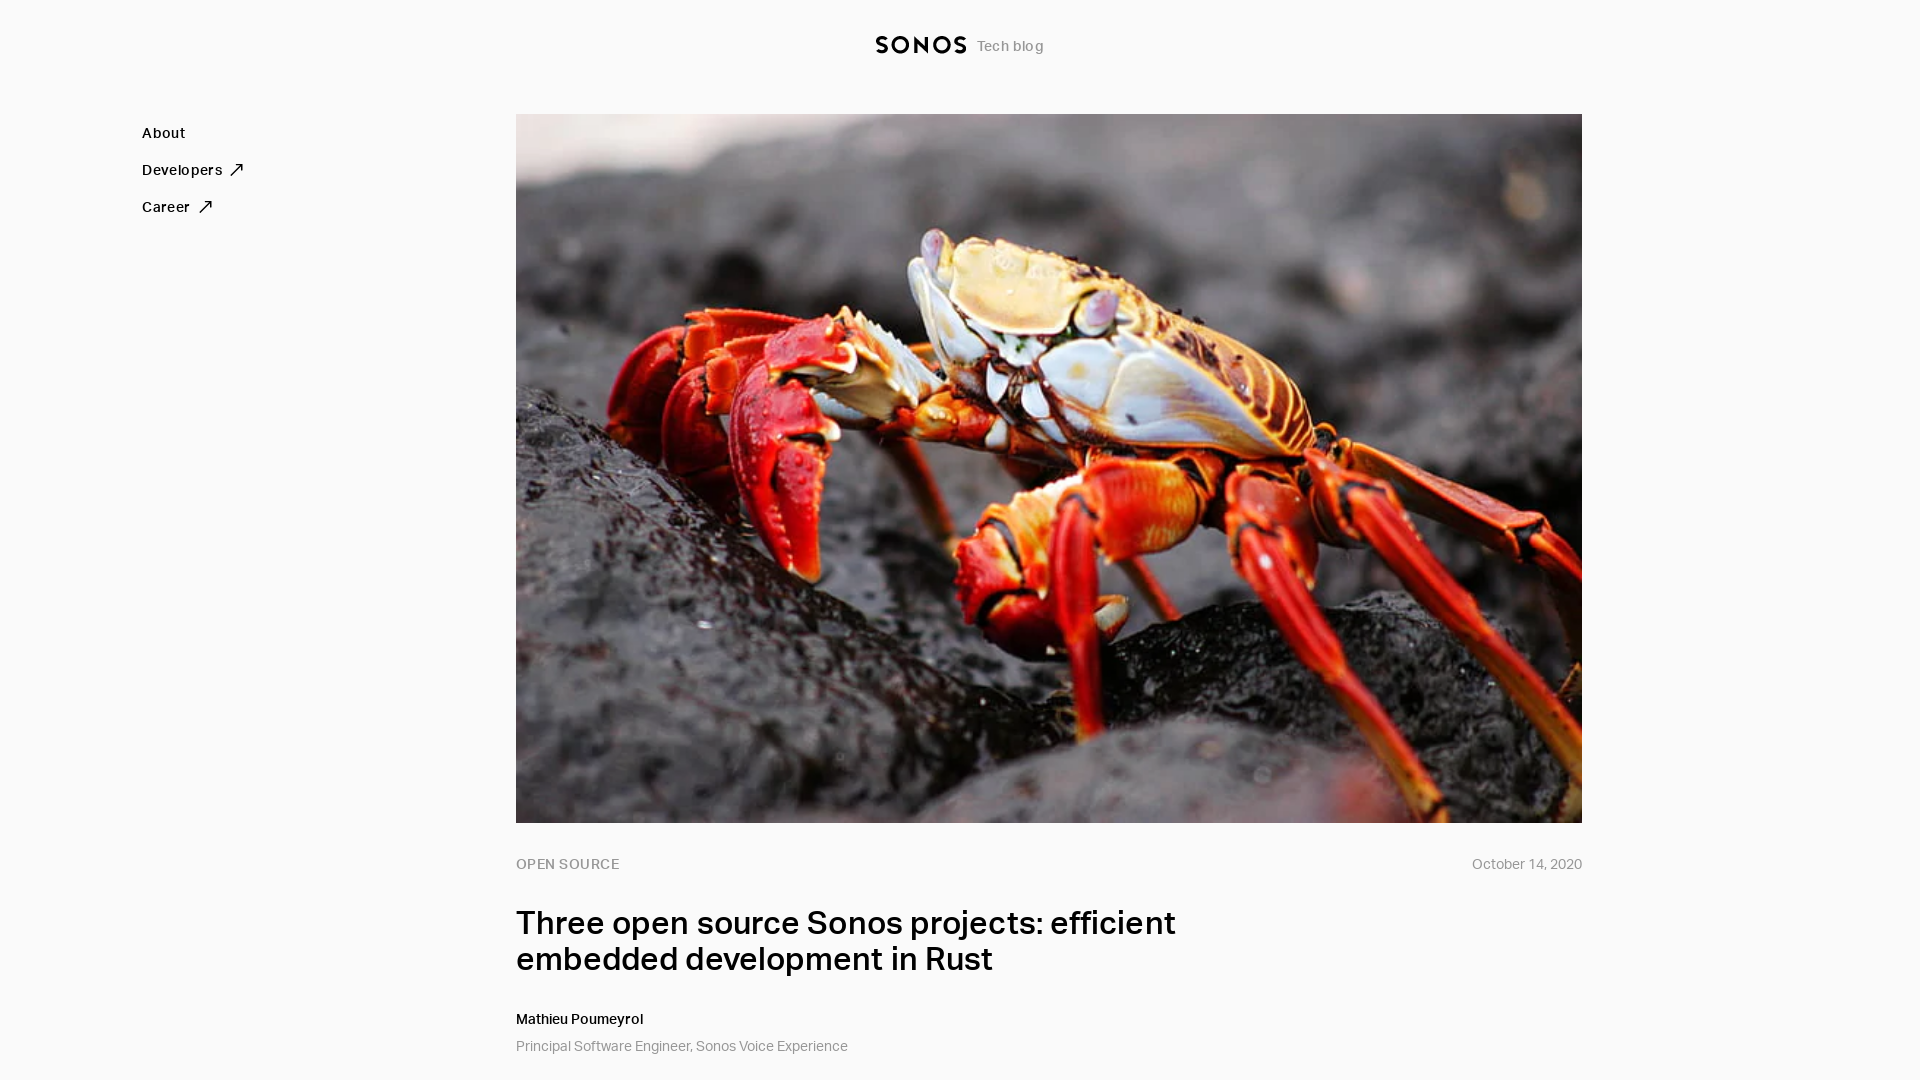 SONOS Tech blog
About
Developers
Career
OPEN SOURCE
October 14, 2020
Three open source Sonos projects: efficient
embedded development in Rust
Mathieu Poumeyrol
Principal Software Engineer, Sonos Voice Experience